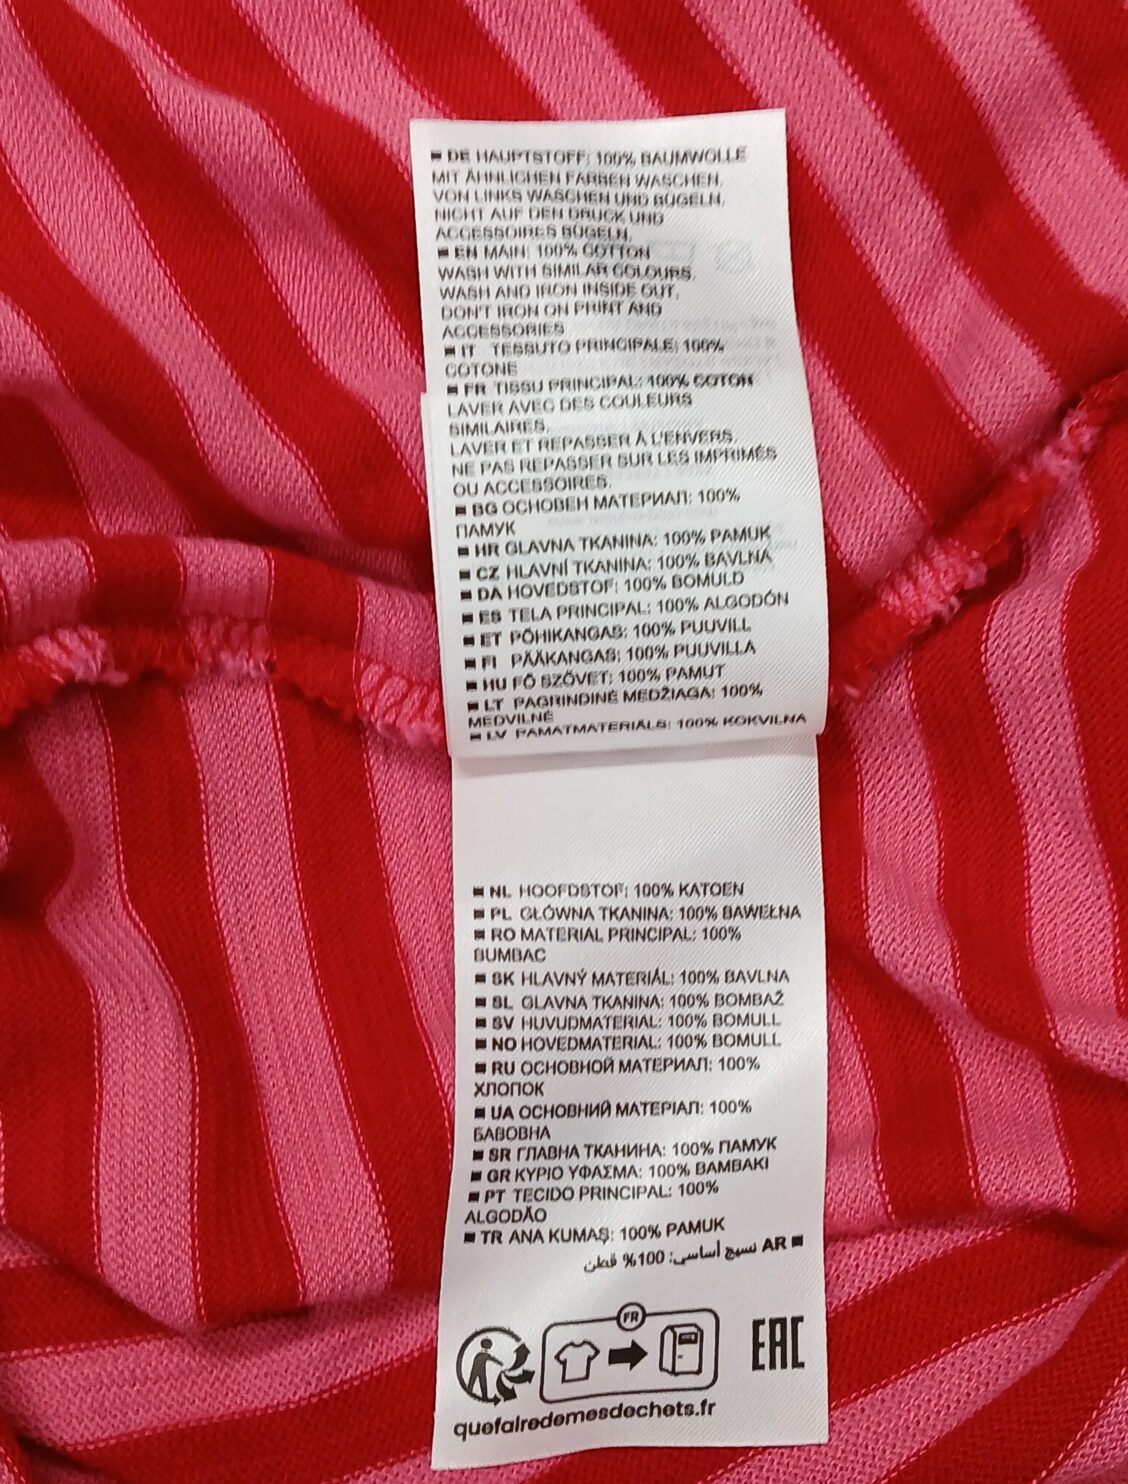 ■ DE HAUPTSTOFF: 100% BAUMWOLLE
MIT ÄHNLICHEN FARBEN WASCHEN.
VON LINKS WASCHEN UND BÜGELN.
NICHT AUF DEN DRUCK UND
ACCESSOIRES BÜGELN.
■ EN MAIN: 100% COTTON
WASH WITH SIMILAR COLOURS.
WASH AND IRON INSIDE OUT.
DON'T IRON ON PRINT AND
ACCESSORIES
■ IT TESSUTO PRINCIPALE: 100%
COTONE
■ FR TISSU PRINCIPAL: 100% COTON
LAVER AVEC DES COULEURS
SIMILAIRES.
LAVER ET REPASSER À L'ENVERS.
NE PAS REPASSER SUR LES IMPRIMÉS
OU ACCESSOIRES.
■ BG ОСНОВЕН МАТЕРИАЛ: 100%
ПАМУК
■ HR GLAVNA TKANINA: 100% PAMUK
■ CZ HLAVNÍ TKANINA: 100% BAVLNA
■ DA HOVEDSTOF: 100% BOMULD
■ ES TELA PRINCIPAL: 100% ALGODÓN
■ ET PÕHIKANGAS: 100% PUUVILL
■ FI PÄÄKANGAS: 100% PUUVILLA
■ HU FŐ SZÖVET: 100% PAMUT
■ LT PAGRINDINĖ MEDŽIAGA: 100%
MEDVILNĖ
■ LV PAMATMATERIĀLS: 100% KOKVILNA
■ NL HOOFDSTOF: 100% KATOEN
■ PL GŁÓWNA TKANINA: 100% BAWEŁNA
■ RO MATERIAL PRINCIPAL: 100%
BUMBAC
■ SK HLAVNÝ MATERIÁL: 100% BAVLNA
■ SL GLAVNA TKANINA: 100% BOMBAŽ
■ SV HUVUDMATERIAL: 100% BOMULL
■ NO HOVEDMATERIAL: 100% BOMULL
■ RU ОСНОВНОЙ МАТЕРИАЛ: 100%
ХЛОПОК
■ UA ОСНОВНИЙ МАТЕРІАЛ: 100%
БАВОВНА
■ SR ГЛАВНА ТКАНИНА: 100% ПАМУК
■ GR ΚΥΡΙΟ ΥΦΑΣΜΑ: 100% ΒΑΜΒΑΚΙ
■ PT TECIDO PRINCIPAL: 100%
ALGODÃO
■ TR ANA KUMAŞ: 100% PAMUK
■ AR نسيج أساسي: 100% قطن
FR
EAC
quefairedemesdechets.fr